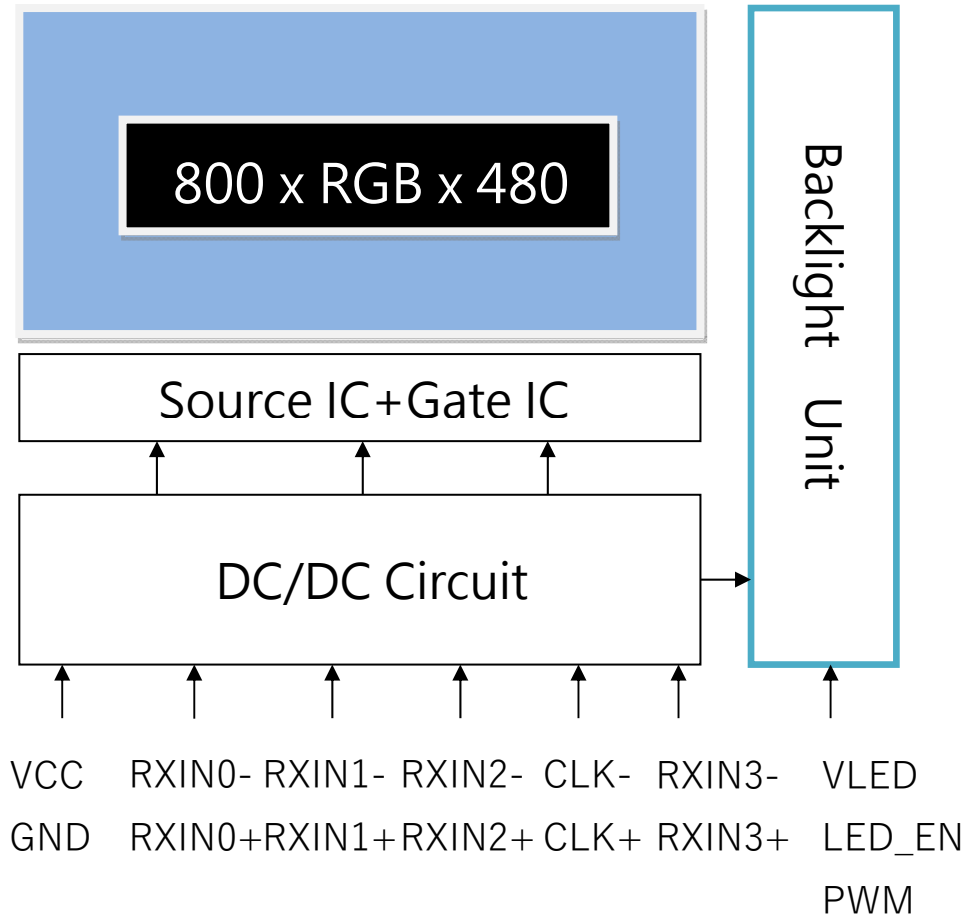 800 x RGB x 480
Backlight Unit
Source IC+Gate IC
DC/DC Circuit
VCC RXIN0- RXIN1- RXIN2- CLK- RXIN3- VLED
GND RXIN0+ RXIN1+ RXIN2+ CLK+ RXIN3+ LED_EN
PWM